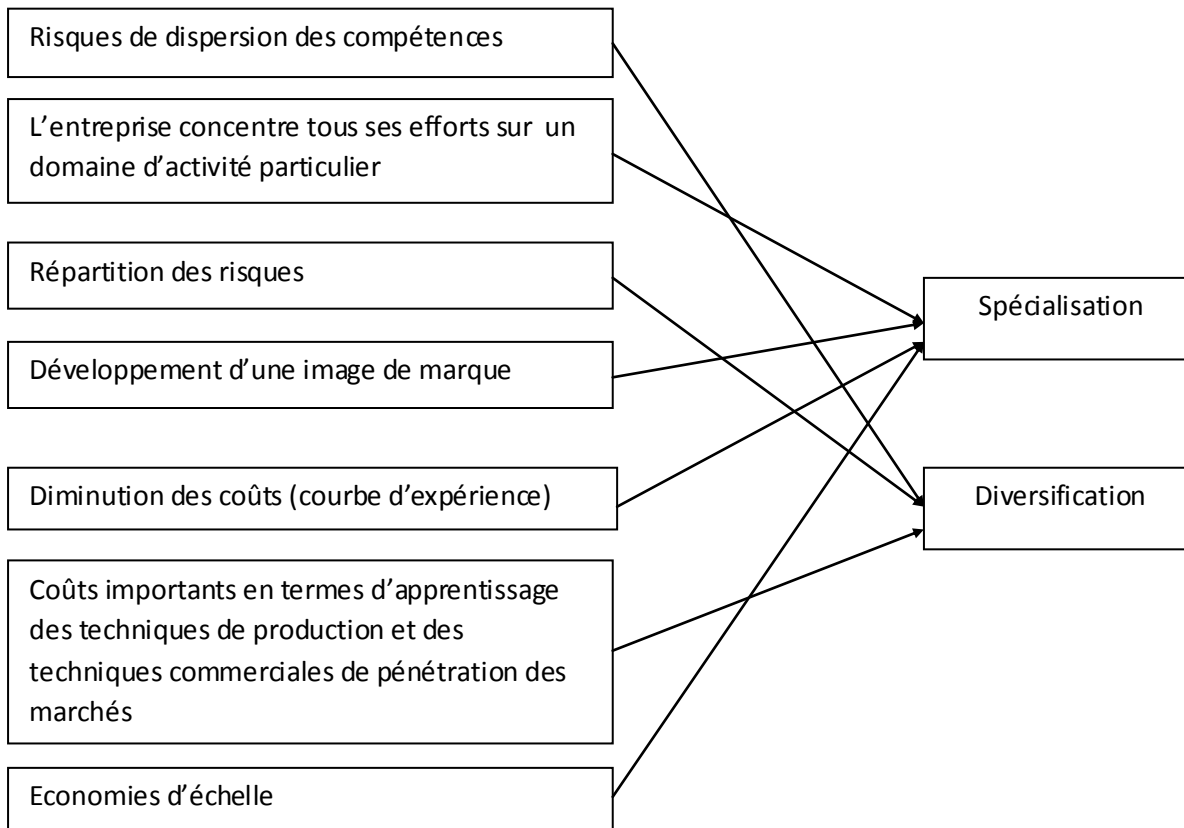 Risques de dispersion des compétences
L’entreprise concentre tous ses efforts sur un
domaine d’activité particulier
Répartition des risques
Spécialisation
Développement d’une image de marque
Diminution des coûts (courbe d’expérience)
Diversification
Coûts importants en termes d’apprentissage
des techniques de production et des
techniques commerciales de pénétration des
marchés
Economies d’échelle